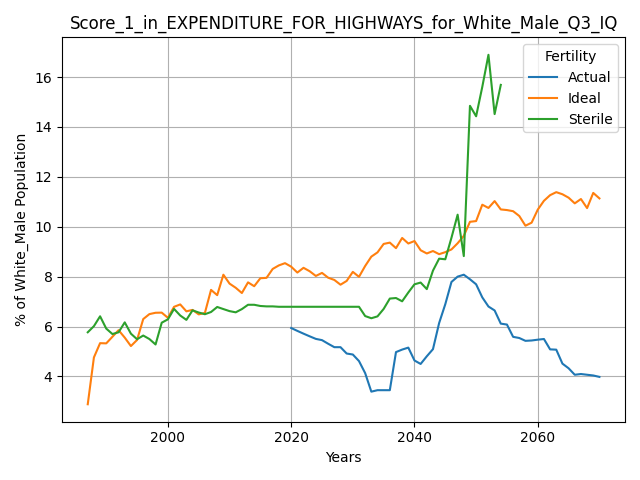 Score_1_in_EXPENDITURE_FOR_HIGHWAYS_for_White_Male_Q3_IQ
Fertility
Actual
Ideal
Sterile
% of White_Male Population
16
14
12
10
8
6
4
2000
2020
2040
2060
Years